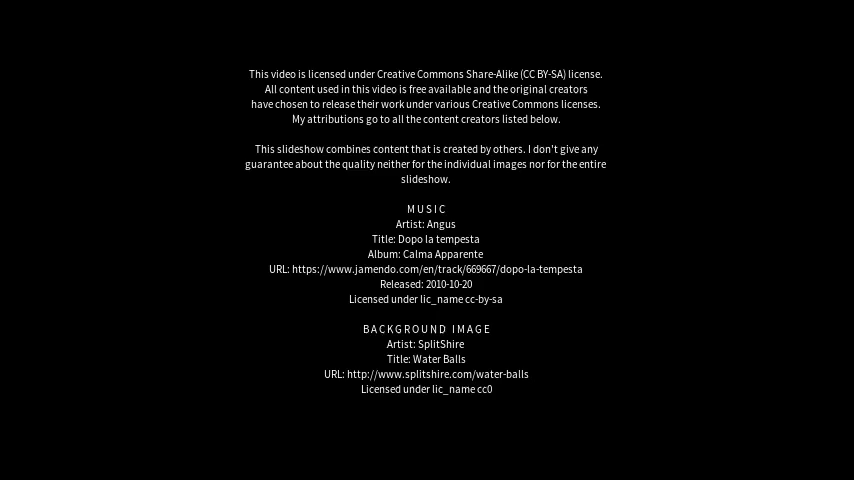 This video is licensed under Creative Commons Share-Alike (CC BY-SA) license.
All content used in this video is free available and the original creators
have chosen to release their work under various Creative Commons licenses.
My attributions go to all the content creators listed below.
This slideshow combines content that is created by others. I don't give any
guarantee about the quality neither for the individual images nor for the entire
slideshow.
MUSIC
Artist: Angus
Title: Dopo la tempesta
Album: Calma Apparente
URL: https://www.jamendo.com/en/track/669667/dopo-la-tempesta
Released: 2010-10-20
Licensed under lic_name cc-by-sa
BACKGROUND IMAGE
Artist: SplitShire
Title: Water Balls
URL: http://www.splitshire.com/water-balls
Licensed under lic_name cc0